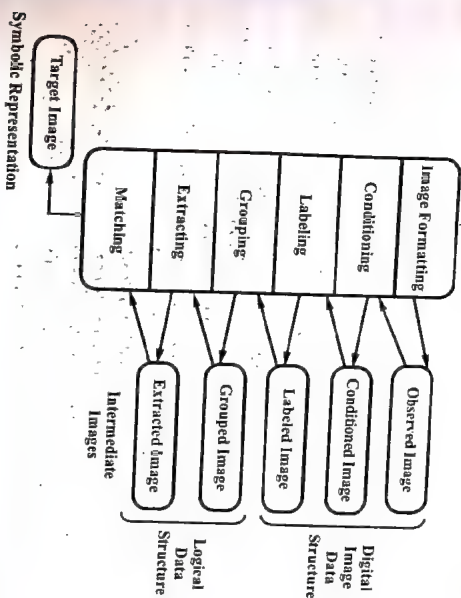 Image Formatting
Conditioning
Labeling
Grouping
Extracting
Matching
Observed Image
Conditioned Image
Labeled Image
Grouped Image
Extracted Image
Digital
Image
Data
Structure
Logical
Data
Structure
Intermediate
Images
Target Image
Symbolic Representation